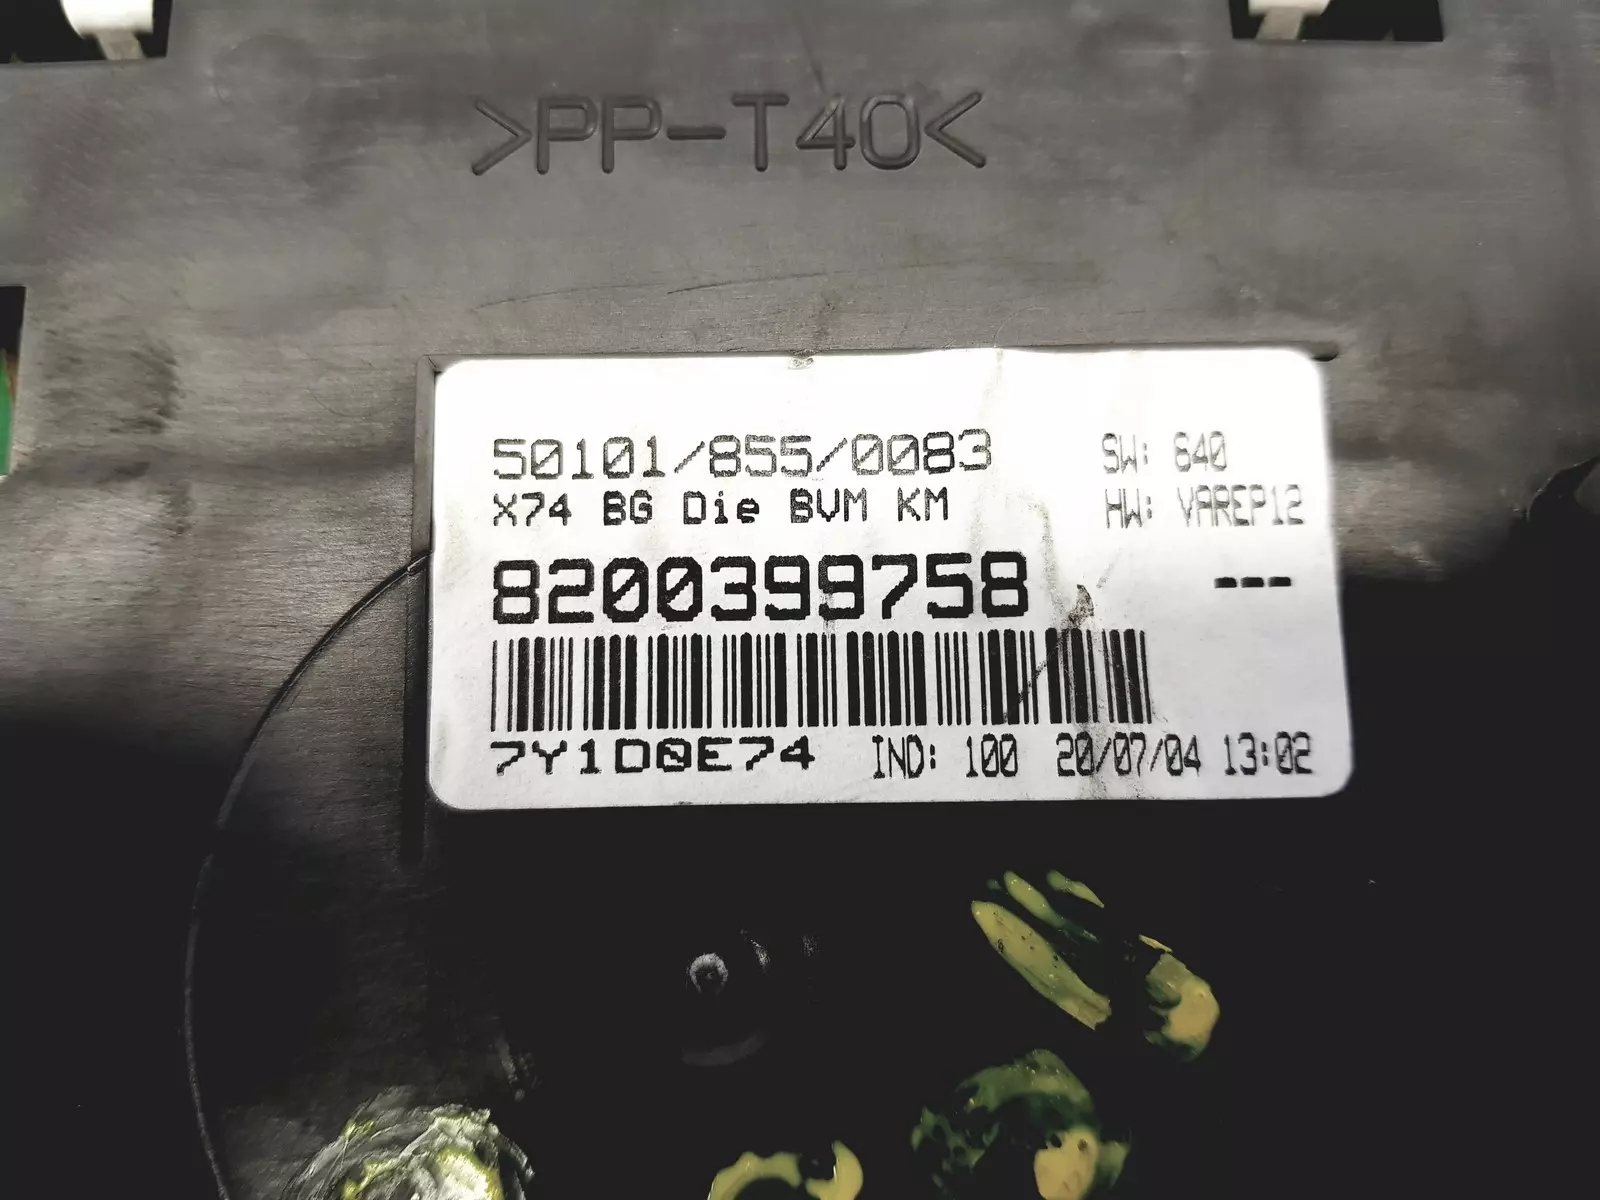 >PP-T40<
50101/855/0083 SW: 640
X74 BG Die BVM KM HW: VAREP12
8200399758 ---
7Y1D0E74 IND: 100 20/07/04 13:02